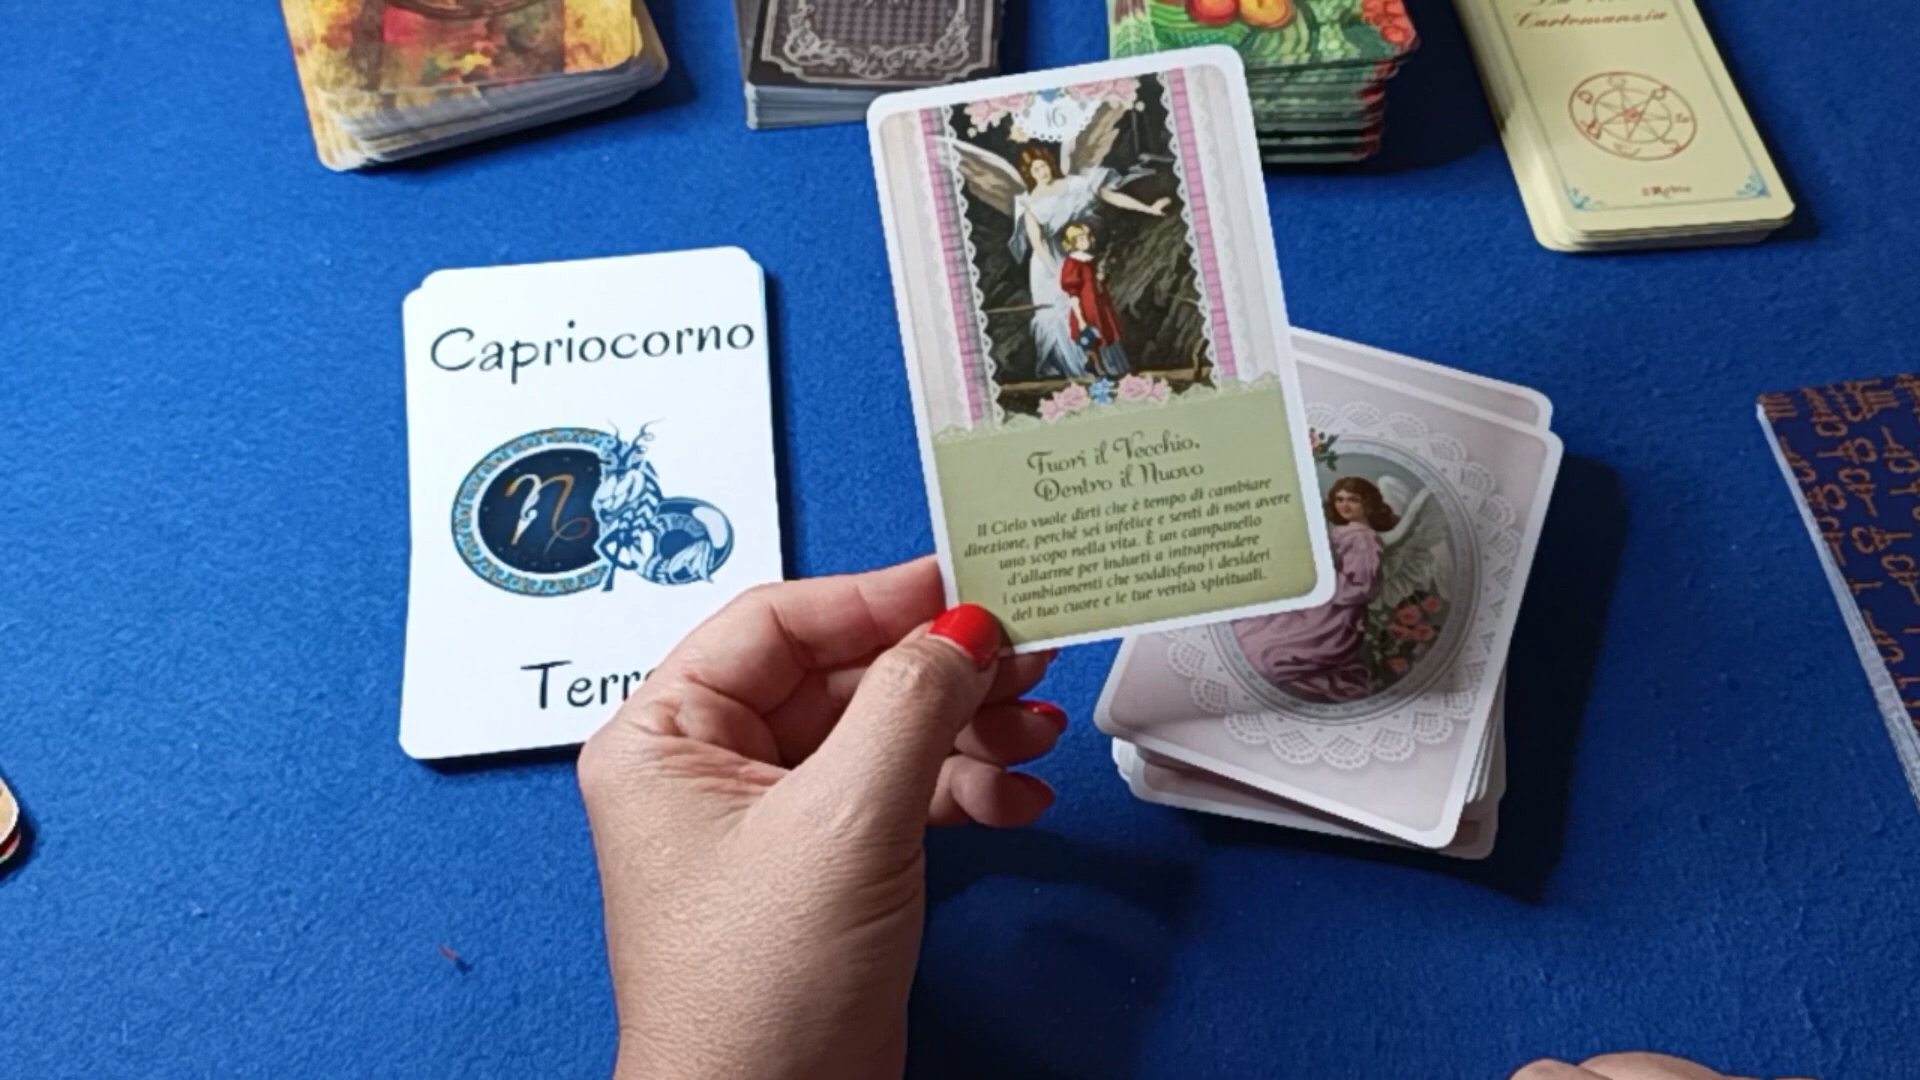 Cartomanzia
16
Capriocorno
Fuori il Vecchio.
Dentro il Nuovo
Il Cielo vuole dirti che è tempo di cambiare
direzione, perché sei infelice e senti di non avere
uno scopo nella vita. È un campanello
d'allarme per indurti a intraprendere
i cambiamenti che soddisfino i desideri
del tuo cuore e le tue verità spirituali.